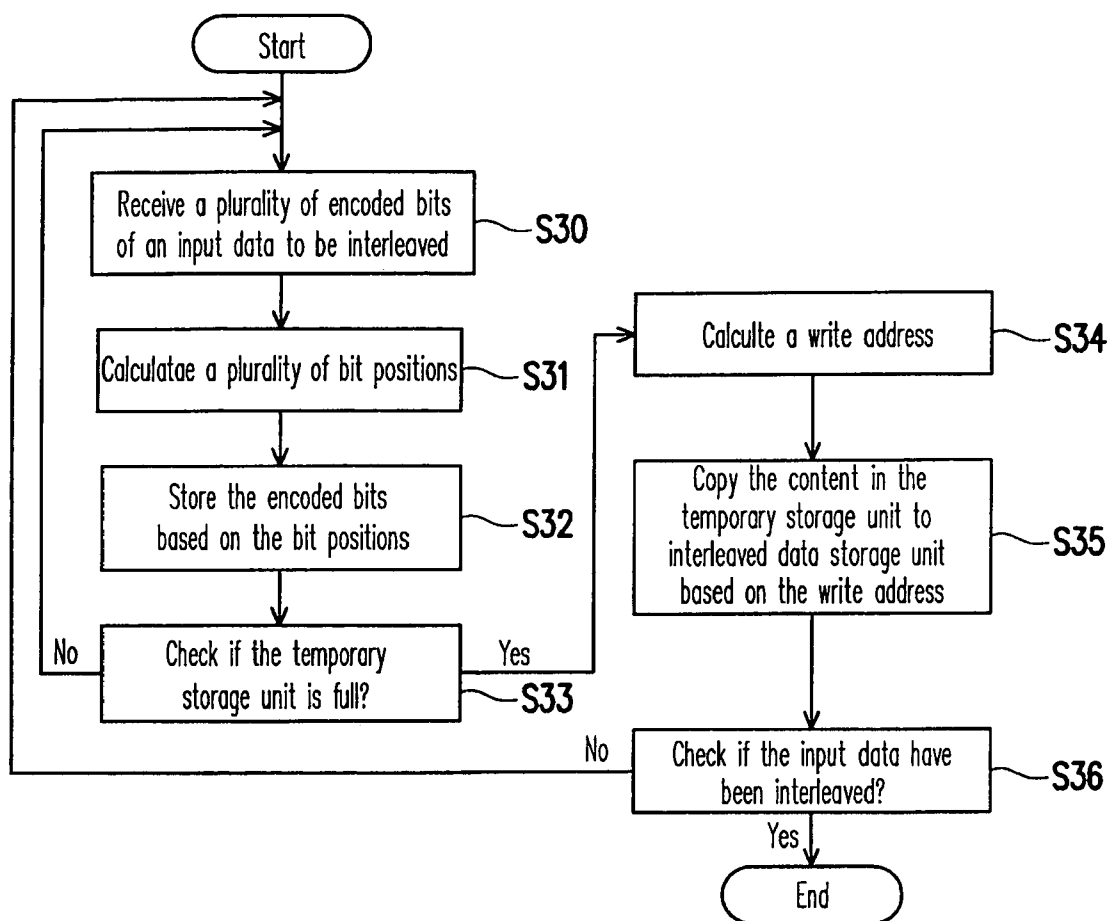 Start
Receive a plurality of encoded bits
of an input data to be interleaved
S30
Calculatae a plurality of bit positions
S31
Store the encoded bits
based on the bit positions
S32
No
Check if the temporary
storage unit is full?
Yes
S33
Calculte a write address
S34
Copy the content in the
temporary storage unit to
interleaved data storage unit
based on the write address
S35
No
Check if the input data have
been interleaved?
S36
Yes
End